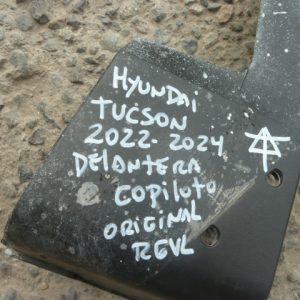 HYUNDAI
TUCSON
2022-2024
DELANTERA
COPILOTO
ORIGINAL
REVL